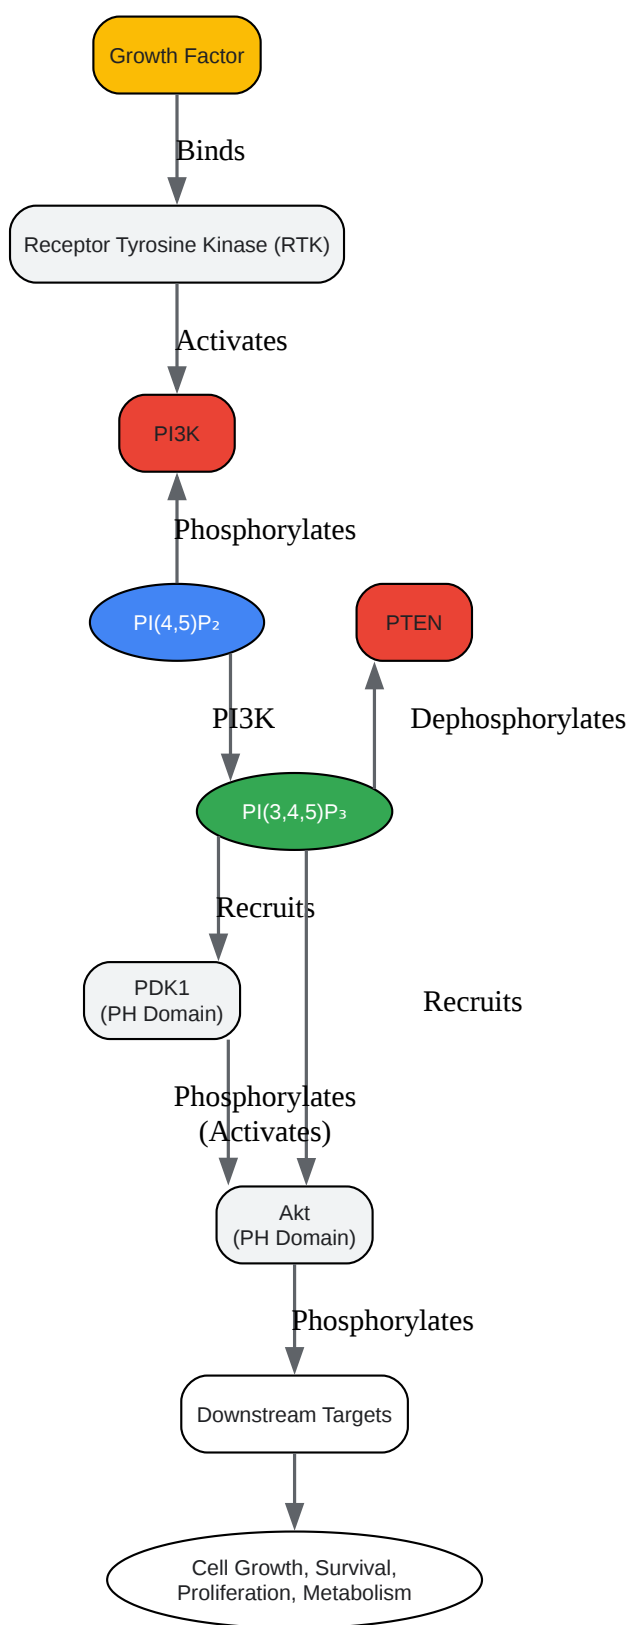 Growth Factor
Binds
Receptor Tyrosine Kinase (RTK)
Activates
PI3K
Phosphorylates
PI(4,5)P₂
PTEN
PI3K
Dephosphorylates
PI(3,4,5)P₃
Recruits
PDK1
(PH Domain)
Recruits
Phosphorylates
(Activates)
Akt
(PH Domain)
Phosphorylates
Downstream Targets
Cell Growth, Survival,
Proliferation, Metabolism